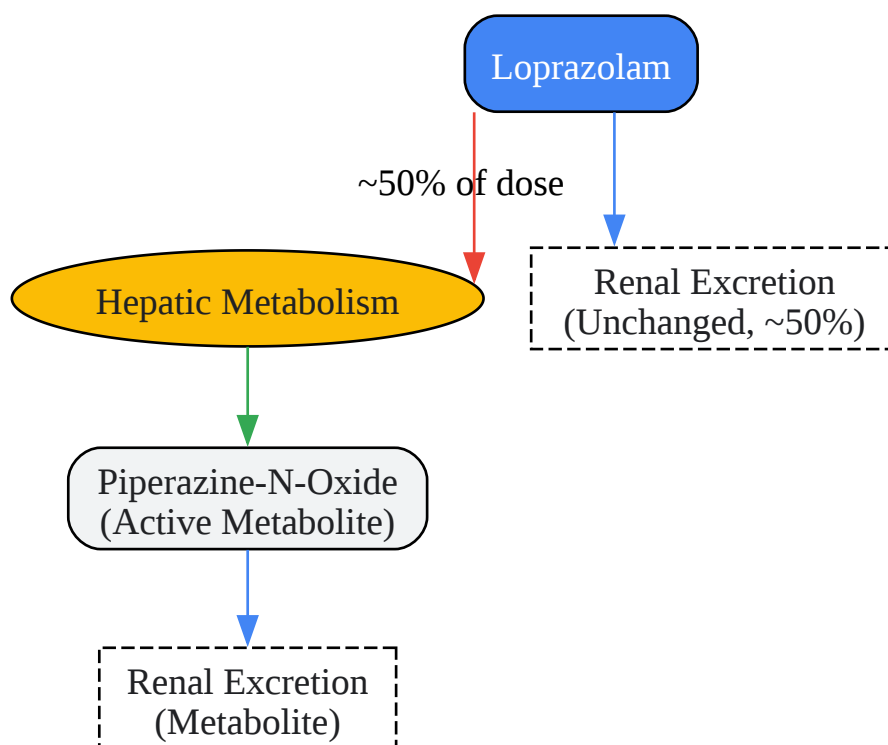 Loprazolam
~50% of dose
Hepatic Metabolism
Renal Excretion
(Unchanged, ~50%)
Piperazine-N-Oxide
(Active Metabolite)
Renal Excretion
(Metabolite)